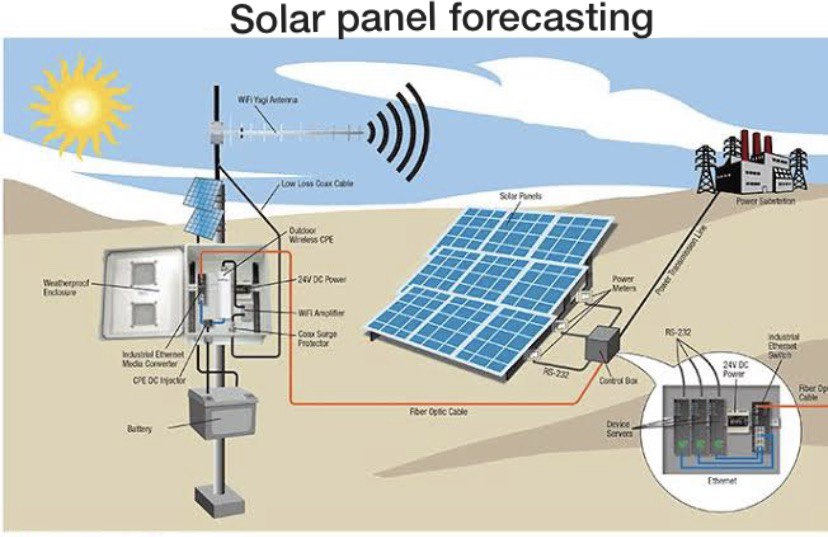 Solar panel forecasting
WiFi Yagi Antenna
Low Loss Coax Cable
Solar Panels
Power Substation
Outdoor
Wireless CPE
Power Transmission Line
Weatherproof
Enclosure
24V DC Power
Power
Meters
WiFi Amplifier
Coax Surge
Protector
Industrial Ethernet
Media Converter
CPE DC Injector
RS-232
Control Box
RS-232
Industrial
Ethernet
Switch
24V DC
Power
Fiber Op
Cable
Fiber Optic Cable
Battery
Device
Servers
Ethernet